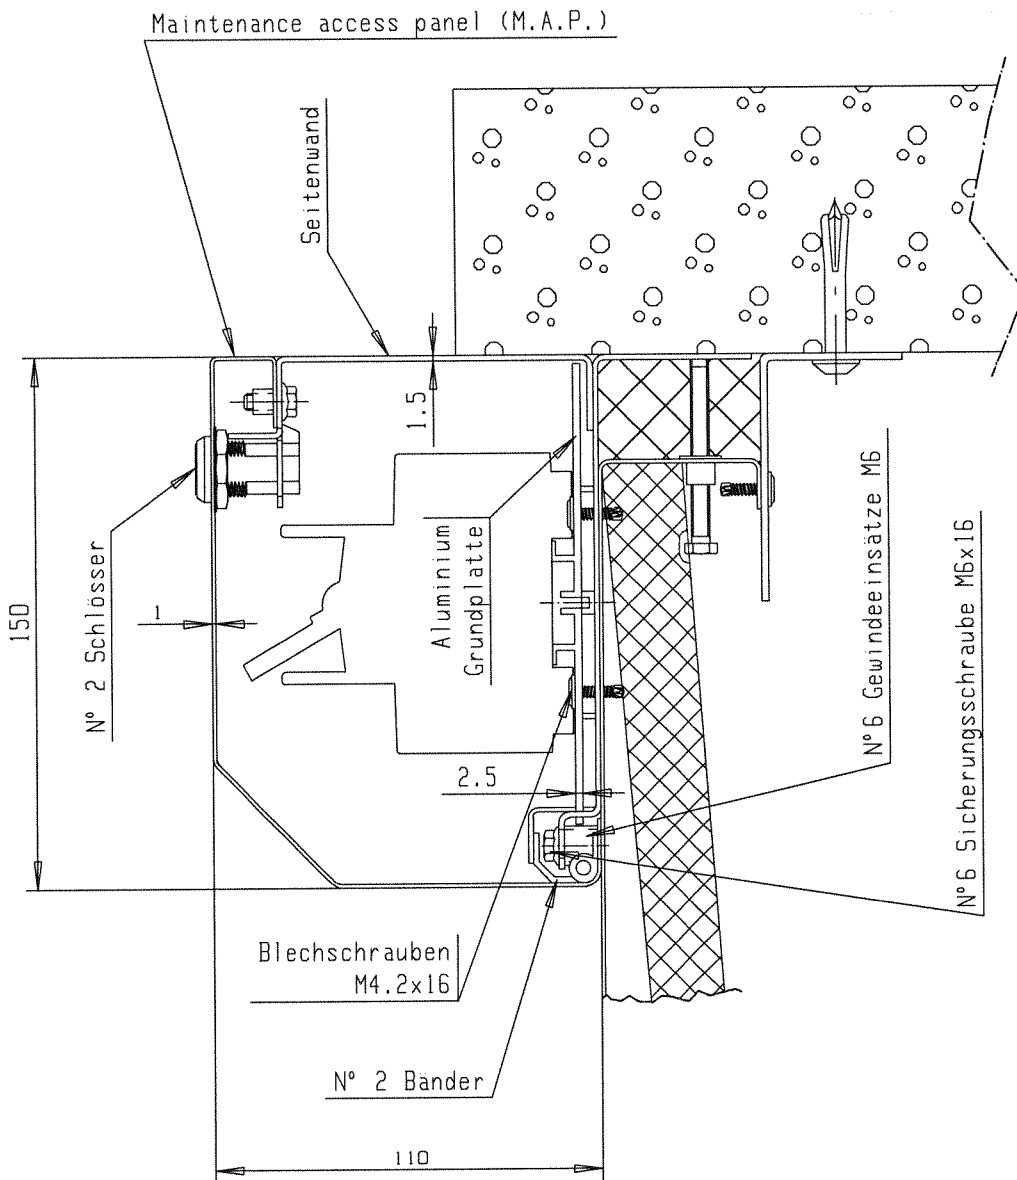 Maintenance access panel (M.A.P.)
Seitenwand
1.5
N° 2 Schlösser
Aluminium
Grundplatte
N°6 Gewindeeinsätze M6
N°6 Sicherungsschraube M6x16
150
1
2.5
Blechschrauben
M4.2x16
N° 2 Bänder
110